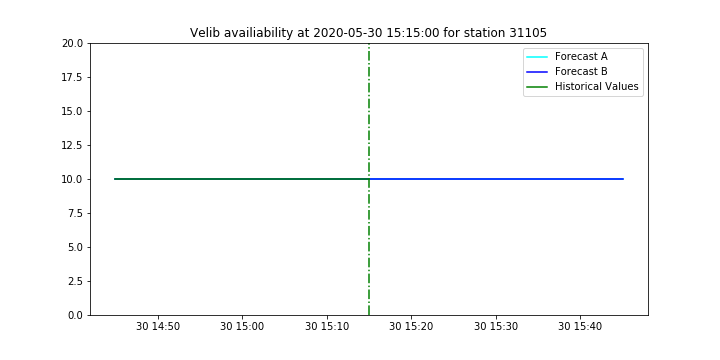 Velib availiability at 2020-05-30 15:15:00 for station 31105
20.0
17.5
15.0
12.5
10.0
7.5
5.0
2.5
0.0
Forecast A
Forecast B
Historical Values
30 14:50 30 15:00 30 15:10 30 15:20 30 15:30 30 15:40